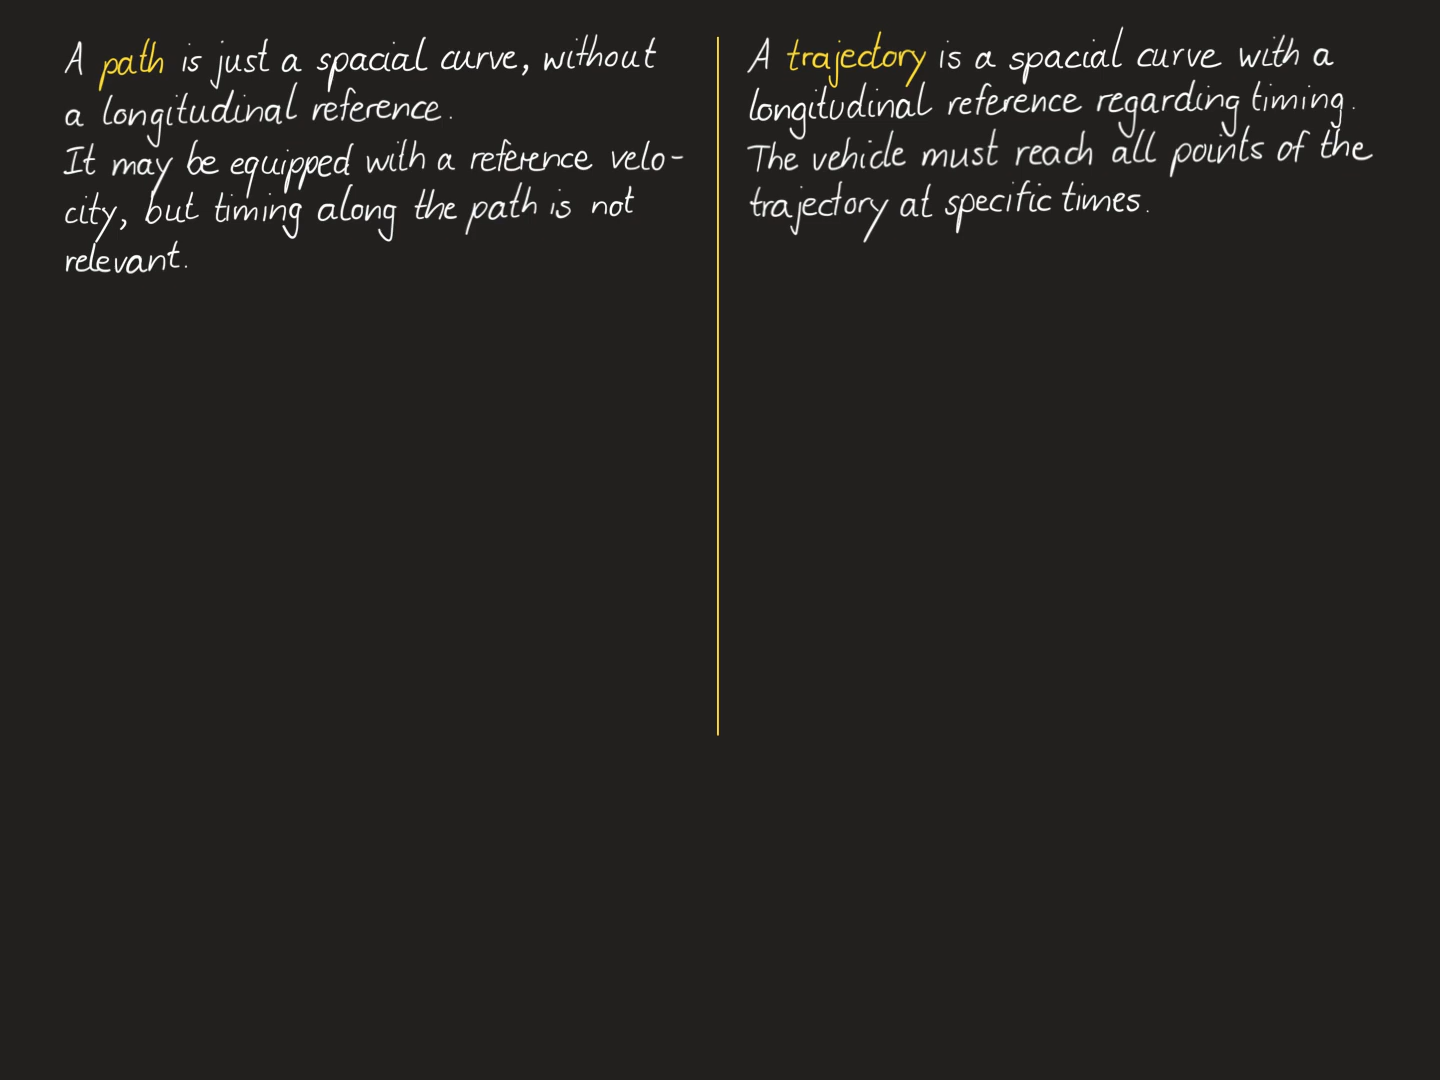 A path is just a spacial curve, without
a longitudinal reference.
It may be equipped with a reference velo-
city, but timing along the path is not
relevant.
A trajectory is a spacial curve with a
longitudinal reference regarding timing.
The vehicle must reach all points of the
trajectory at specific times.